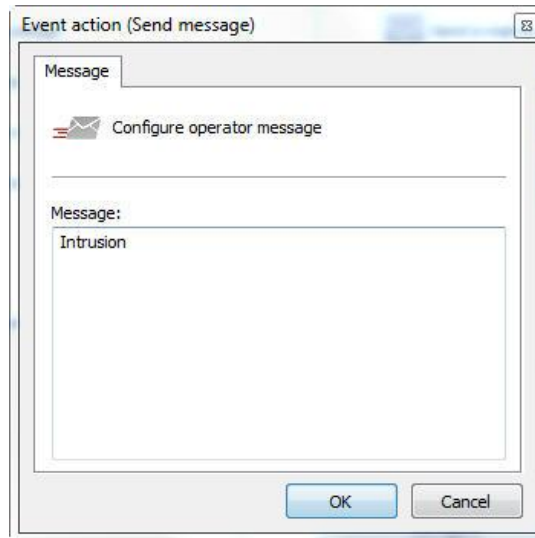 Event action (Send message)
Message
Configure operator message
Message:
Intrusion
OK Cancel